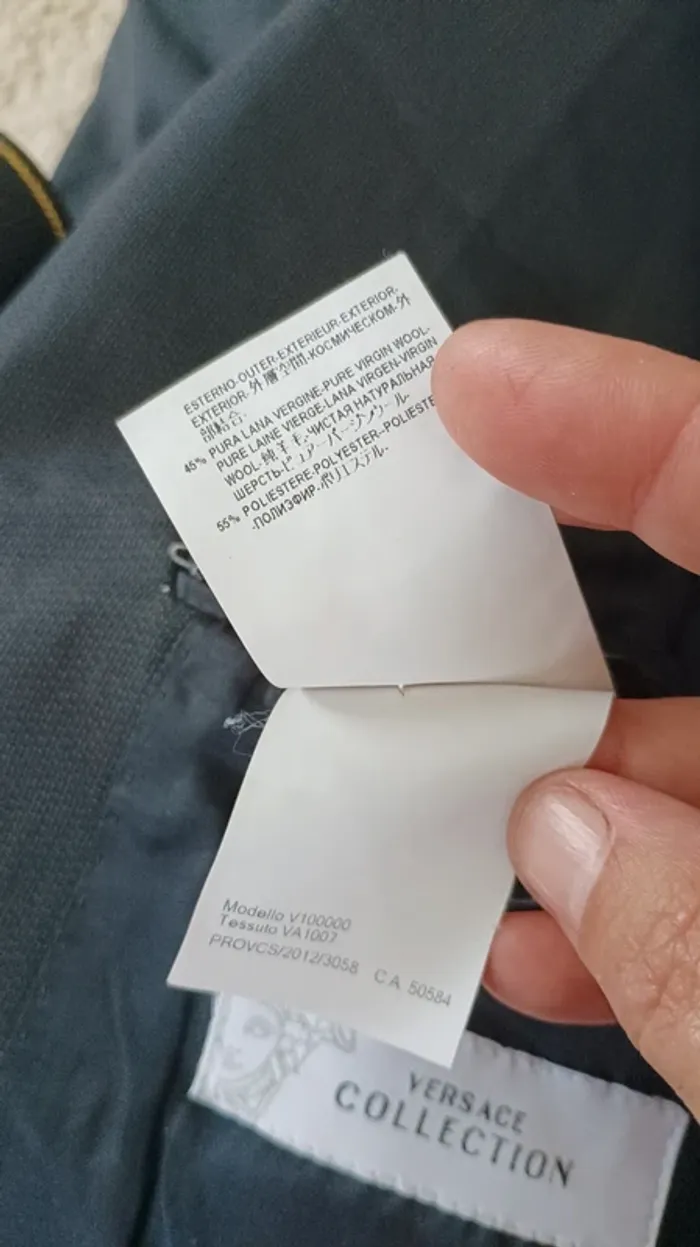 ESTERNO-OUTER-EXTERIEUR-EXTERIOR-
EXTERIOR-外層空間-КОСМИЧЕСКОМ-外
部結合-
45% PURA LANA VERGINE-PURE VIRGIN WOOL-
PURE LAINE VIERGE-LANA VIRGEN-VIRGIN
WOOL-純羊毛-ЧИСТАЯ НАТУРАЛЬНАЯ
ШЕРСТЬ-ピュアーバージンウール-
55% POLIESTERE-POLYESTER-POLIESTE
-ПОЛИЭФИР-ポリエステル-
Modello V100000
Tessuto VA1007
PROVCS/2012/3058 C.A. 50584
VERSACE
COLLECTION